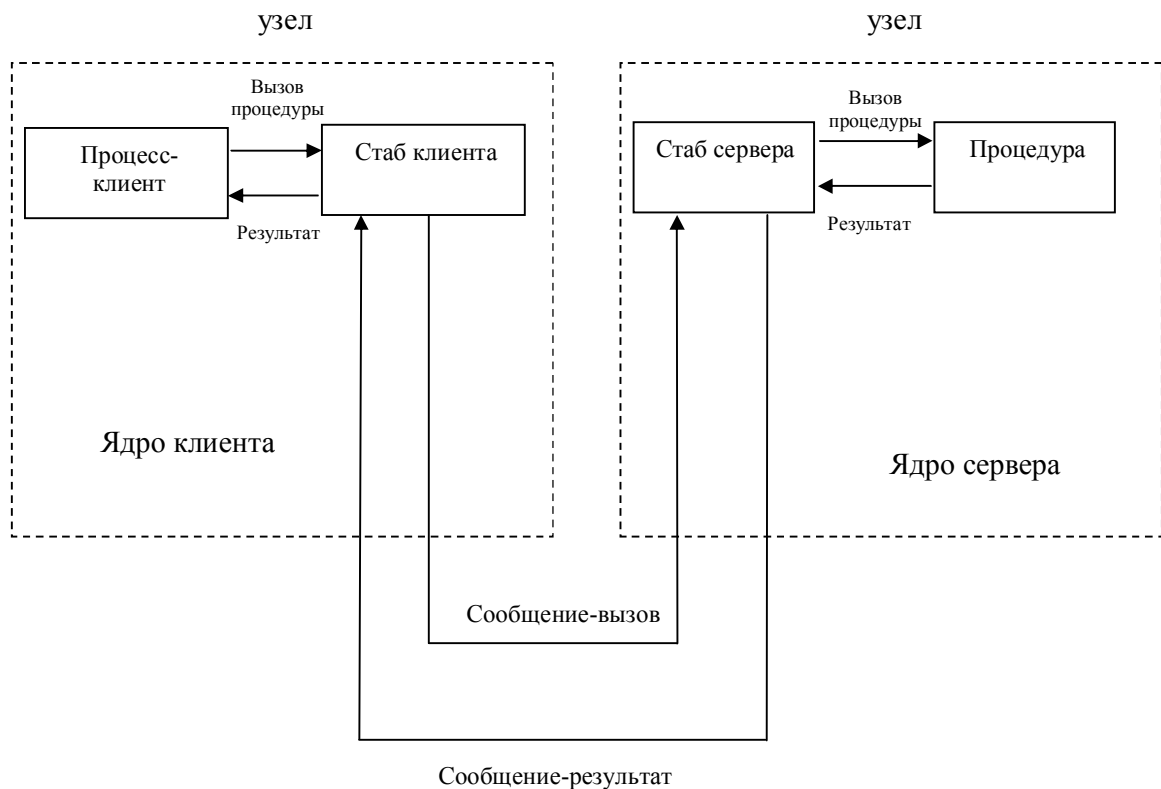 узел
узел
Вызов
процедуры
Вызов
процедуры
Процесс-
клиент
Стаб клиента
Стаб сервера
Процедура
Результат
Результат
Ядро клиента
Ядро сервера
Сообщение-вызов
Сообщение-результат